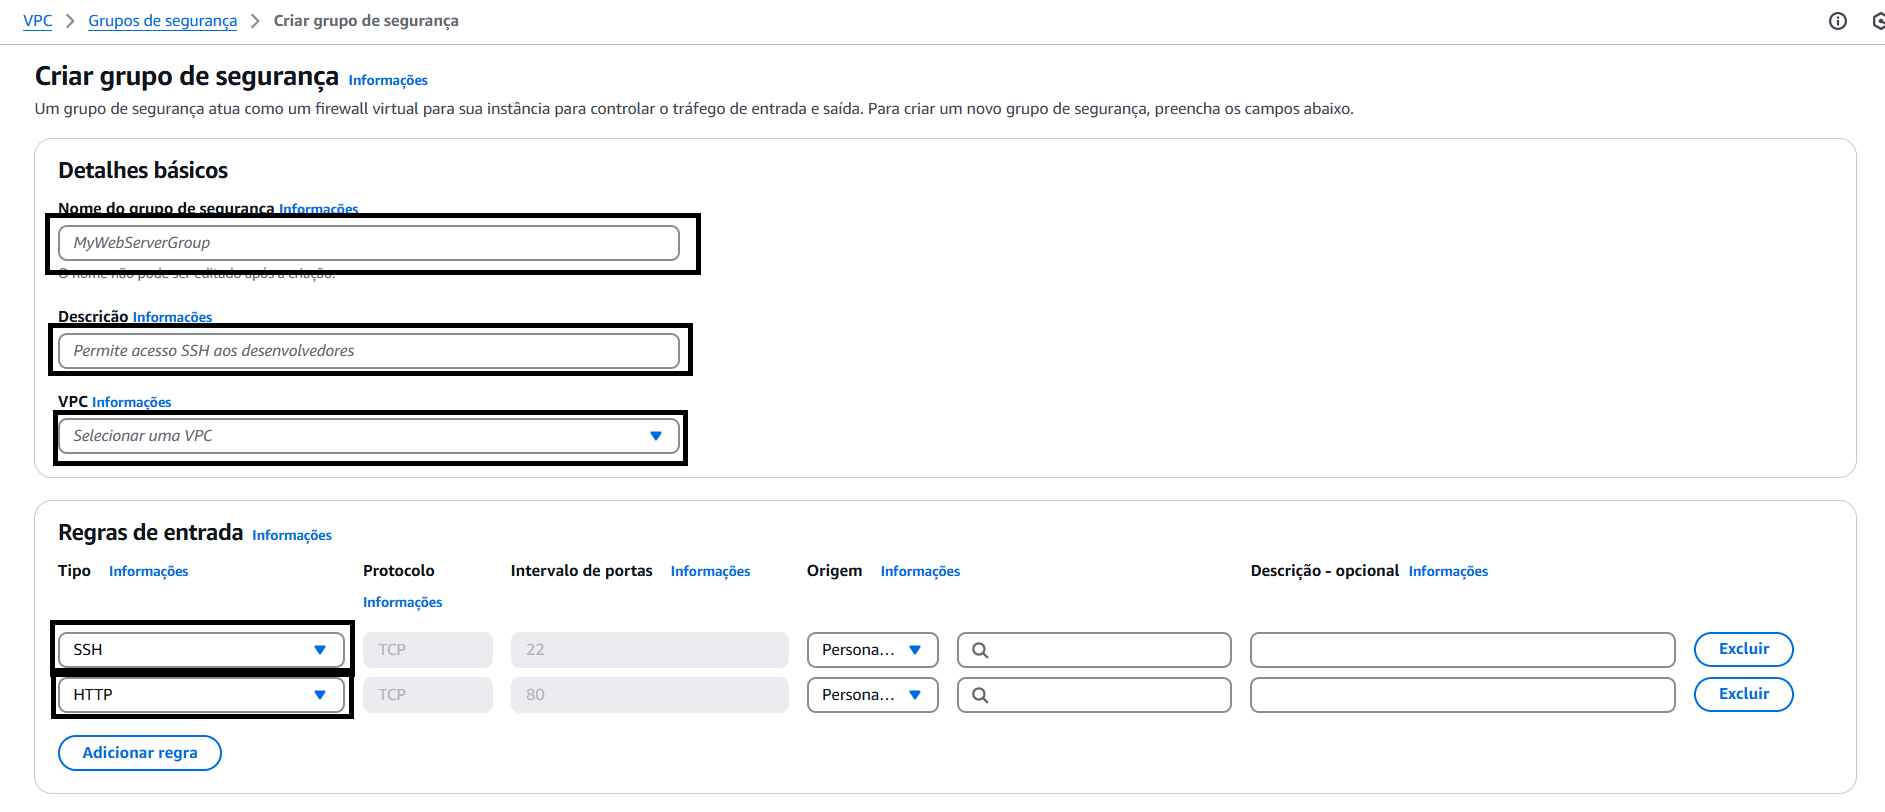 VPC > Grupos de segurança > Criar grupo de segurança
Criar grupo de segurança Informações
Um grupo de segurança atua como um firewall virtual para sua instância para controlar o tráfego de entrada e saída. Para criar um novo grupo de segurança, preencha os campos abaixo.
Detalhes básicos
Nome do grupo de segurança Informações
MyWebServerGroup
O nome não pode ser editado após a criação.
Descrição Informações
Permite acesso SSH aos desenvolvedores
VPC Informações
Selecionar uma VPC
Regras de entrada Informações
Tipo Informações Protocolo Informações Intervalo de portas Informações Origem Informações Descrição - opcional Informações
SSH TCP 22 Persona... Excluir
HTTP TCP 80 Persona... Excluir
Adicionar regra